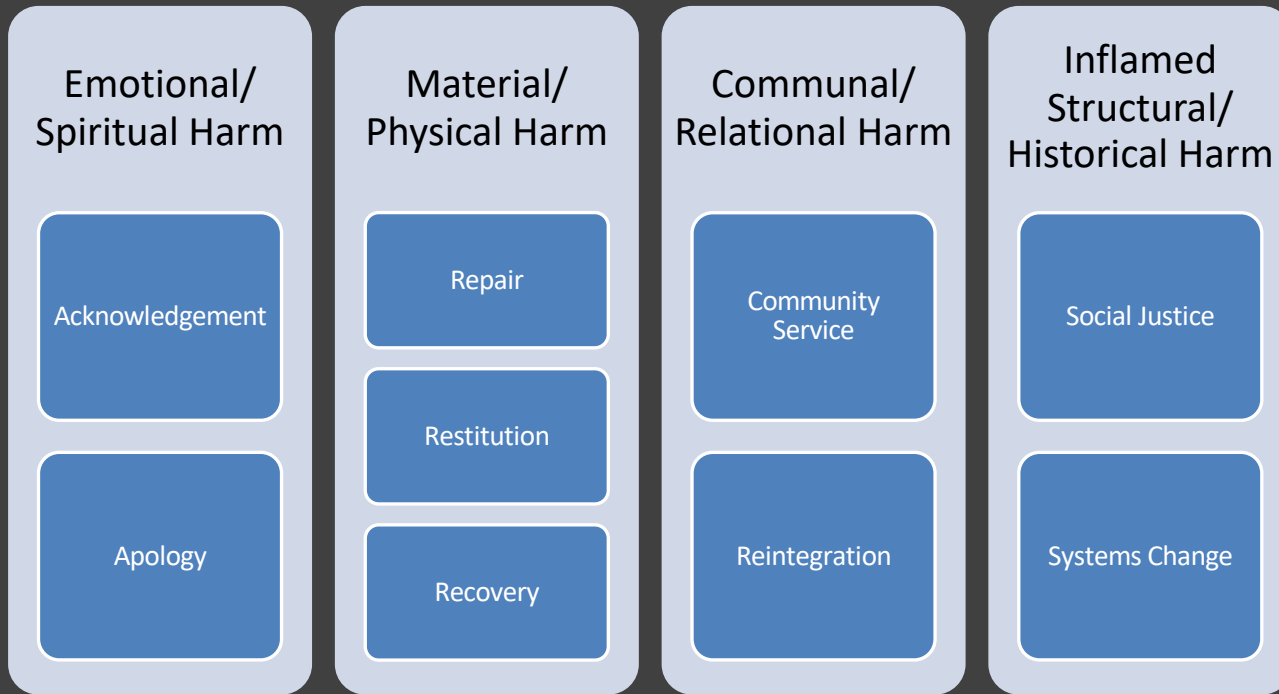 Emotional/
Spiritual Harm
Acknowledgement
Apology
Material/
Physical Harm
Repair
Restitution
Recovery
Communal/
Relational Harm
Community
Service
Reintegration
Inflamed
Structural/
Historical Harm
Social Justice
Systems Change